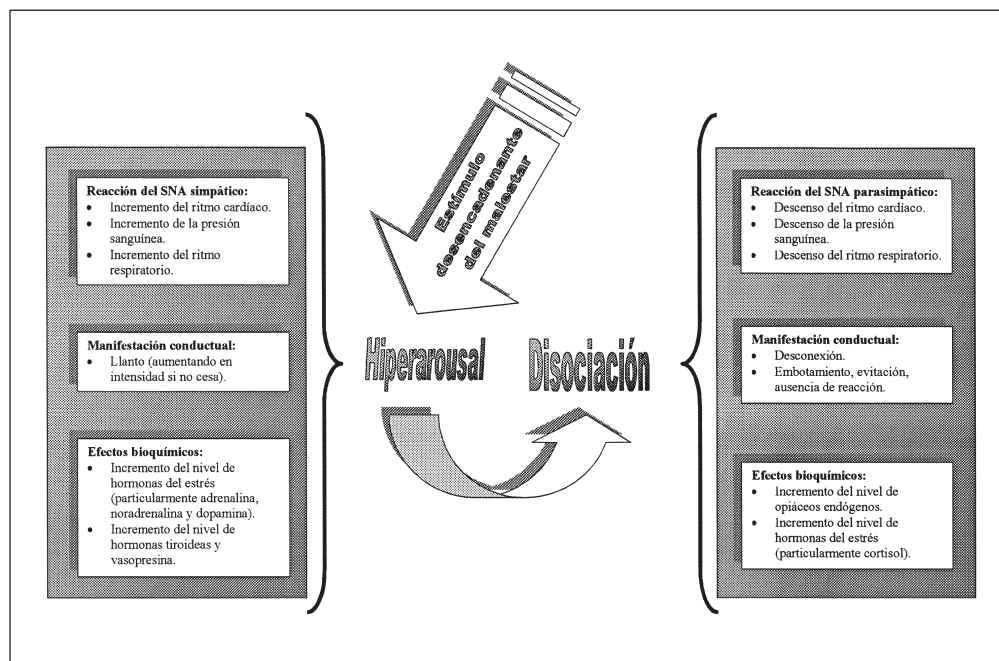 Estímulo
desencadenante
del malestar
Reacción del SNA simpático:
• Incremento del ritmo cardíaco.
• Incremento de la presión
sanguínea.
• Incremento del ritmo
respiratorio.
Manifestación conductual:
• Llanto (aumentando en
intensidad si no cesa).
Efectos bioquímicos:
• Incremento del nivel de
hormonas del estrés
(particularmente adrenalina,
noradrenalina y dopamina).
• Incremento del nivel de
hormonas tiroideas y
vasopresina.
Hiperarousal
Disociación
Reacción del SNA parasimpático:
• Descenso del ritmo cardíaco.
• Descenso de la presión
sanguínea.
• Descenso del ritmo respiratorio.
Manifestación conductual:
• Desconexión.
• Embotamiento, evitación,
ausencia de reacción.
Efectos bioquímicos:
• Incremento del nivel de
opiáceos endógenos.
• Incremento del nivel de
hormonas del estrés
(particularmente cortisol).